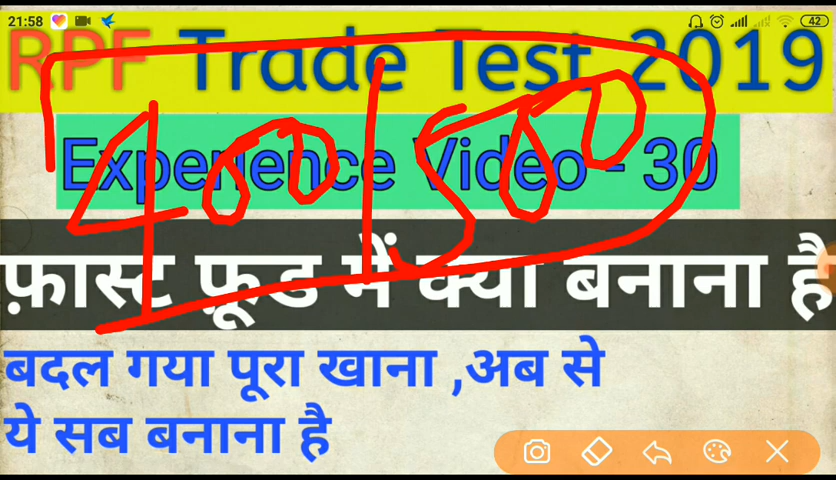 21:58 42
RPF Trade Test 2019
Experience Video - 30
400|500
फ़ास्ट फ़ूड में क्या बनाना है
बदल गया पूरा खाना ,अब से
ये सब बनाना है